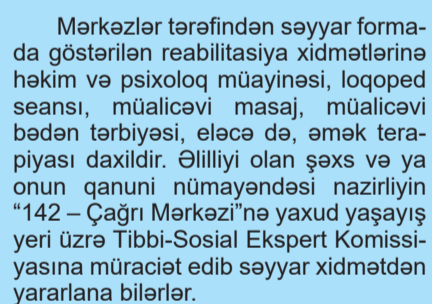 Mərkəzlər tərəfindən səyyar forma-
da göstərilən reabilitasiya xidmətlərinə
həkim və psixoloq müayinəsi, loqoped
seansı, müalicəvi masaj, müalicəvi
bədən tərbiyəsi, eləcə də, əmək tera-
piyası daxildir. Əlilliyi olan şəxs və ya
onun qanuni nümayəndəsi nazirliyin
“142 – Çağrı Mərkəzi”nə yaxud yaşayış
yeri üzrə Tibbi-Sosial Ekspert Komissi-
yasına müraciət edib səyyar xidmətdən
yararlana bilərlər.